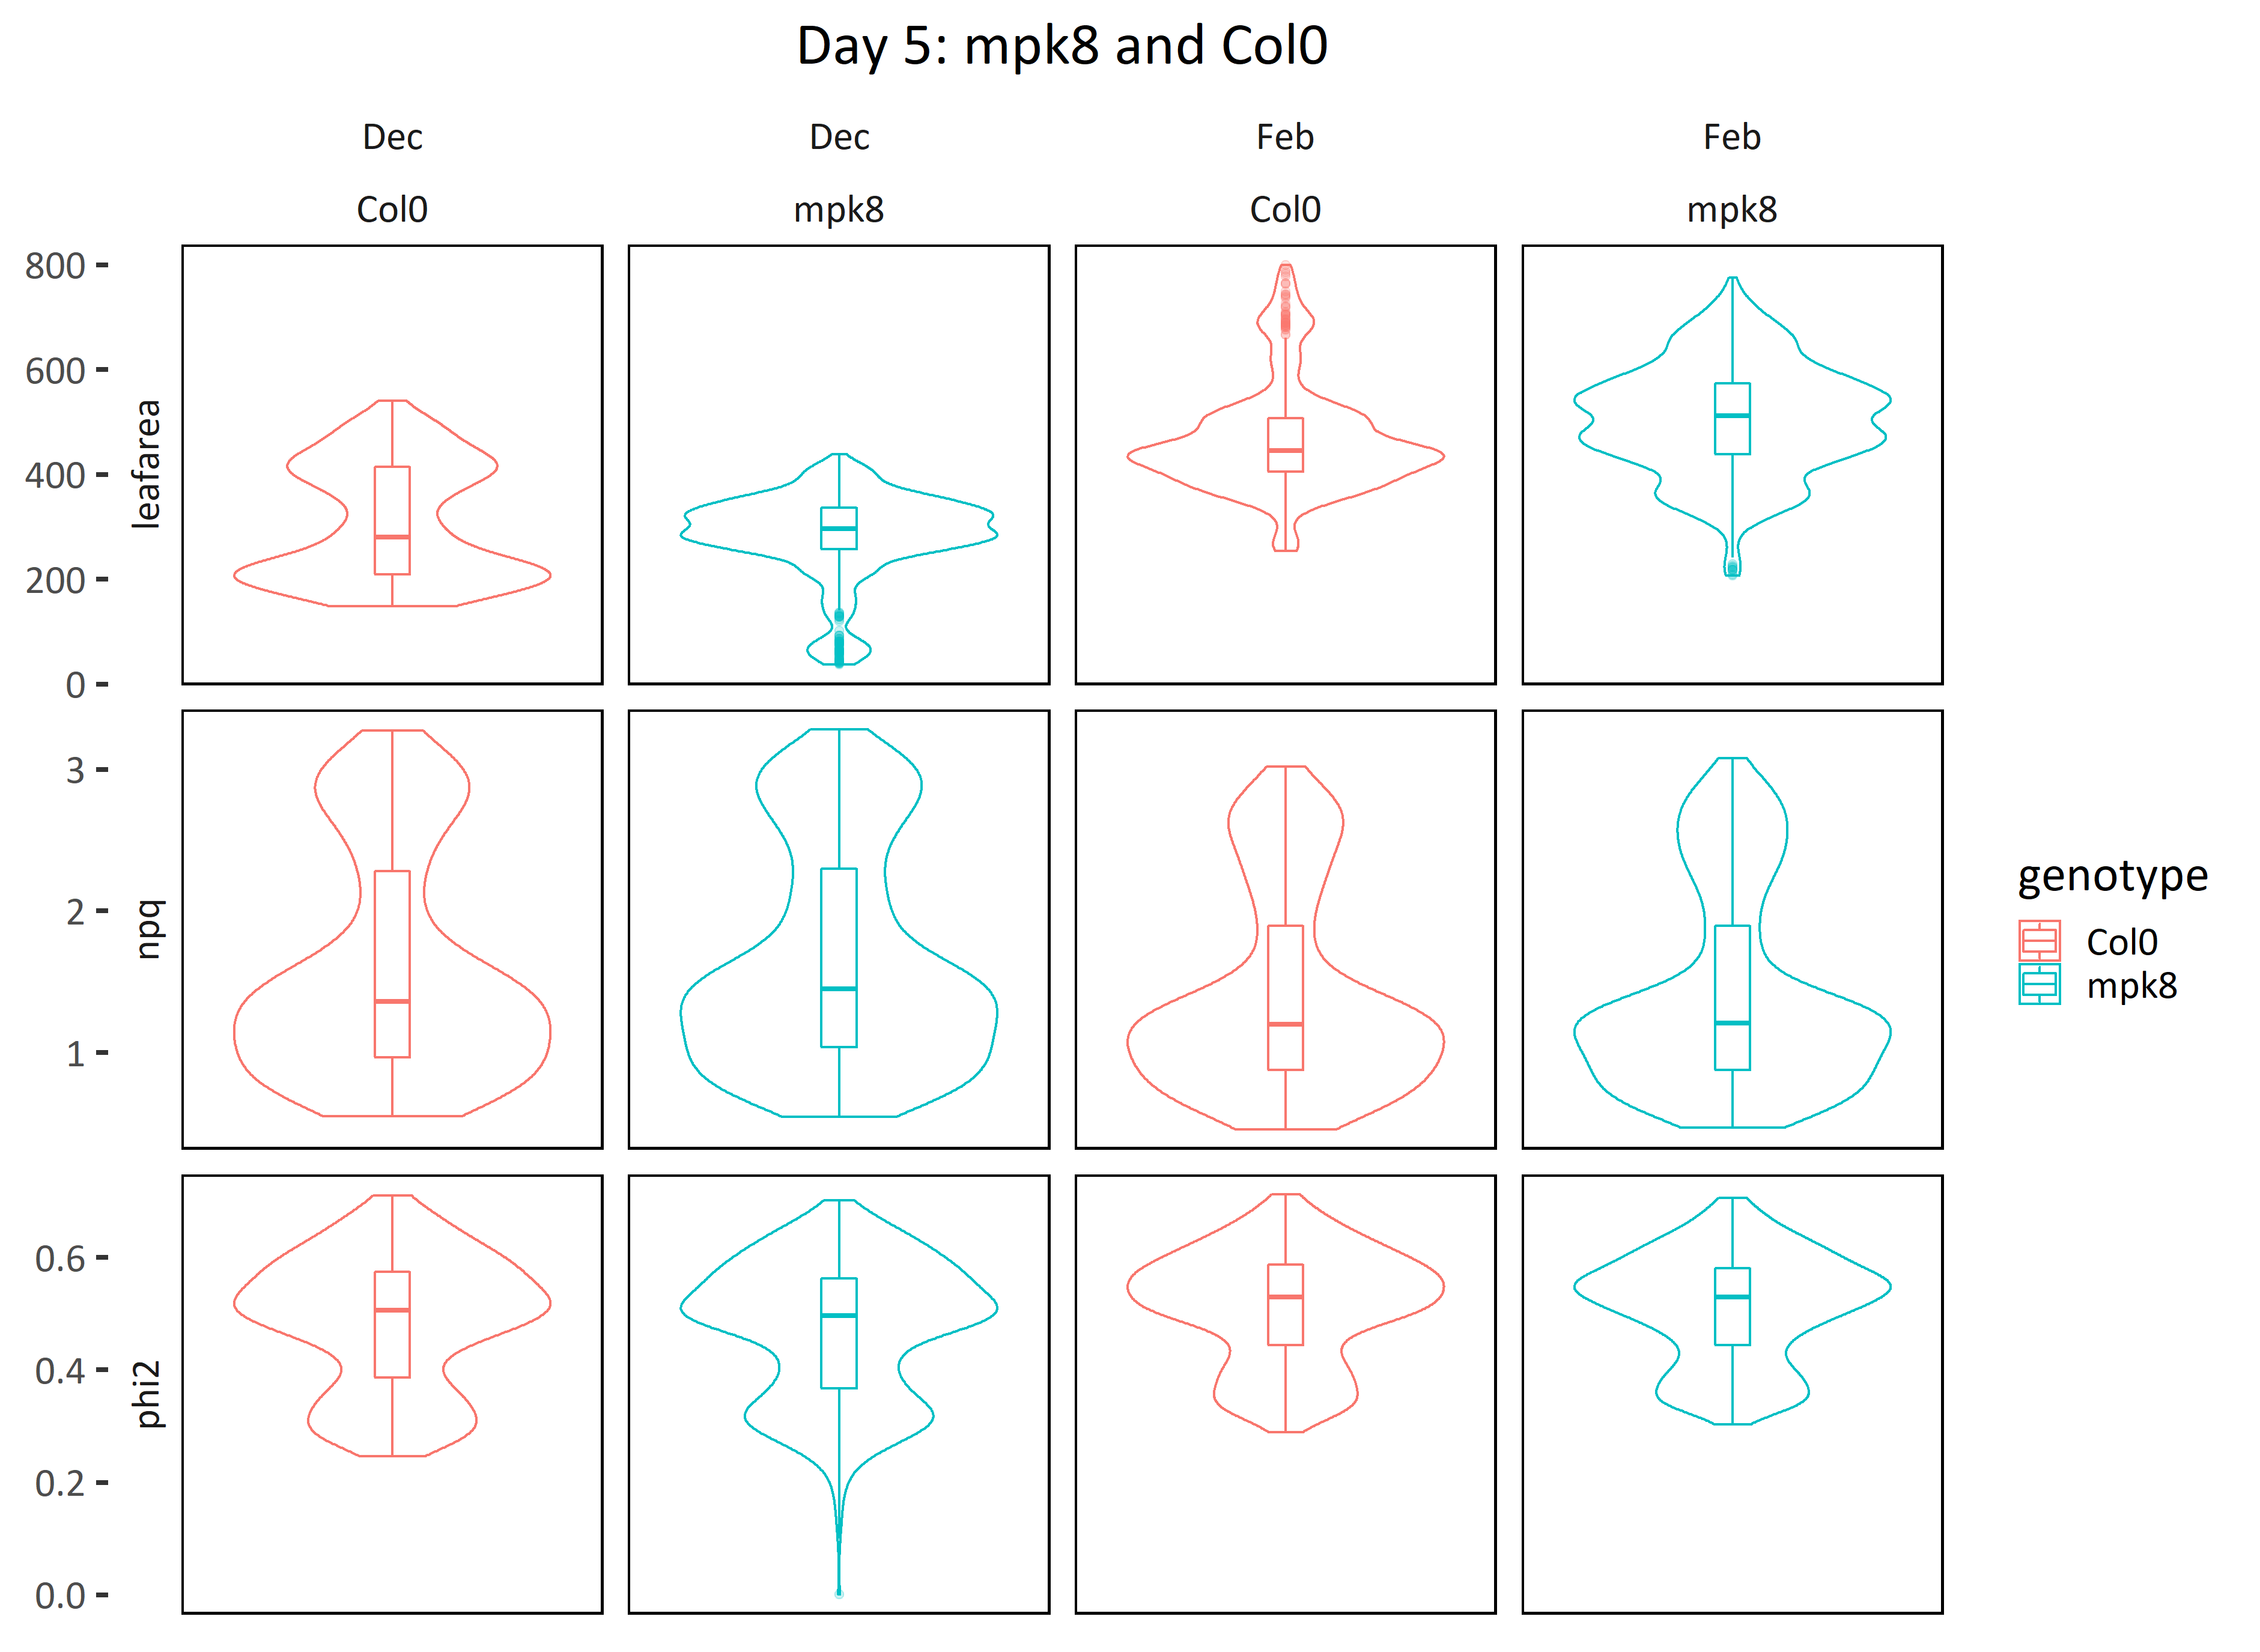 Day 5: mpk8 and Col0
Dec Dec Feb Feb
Col0 mpk8 Col0 mpk8
800
600
400
200
0
leafarea
3
2
1
npq
0.6
0.4
0.2
0.0
phi2
genotype
Col0
mpk8